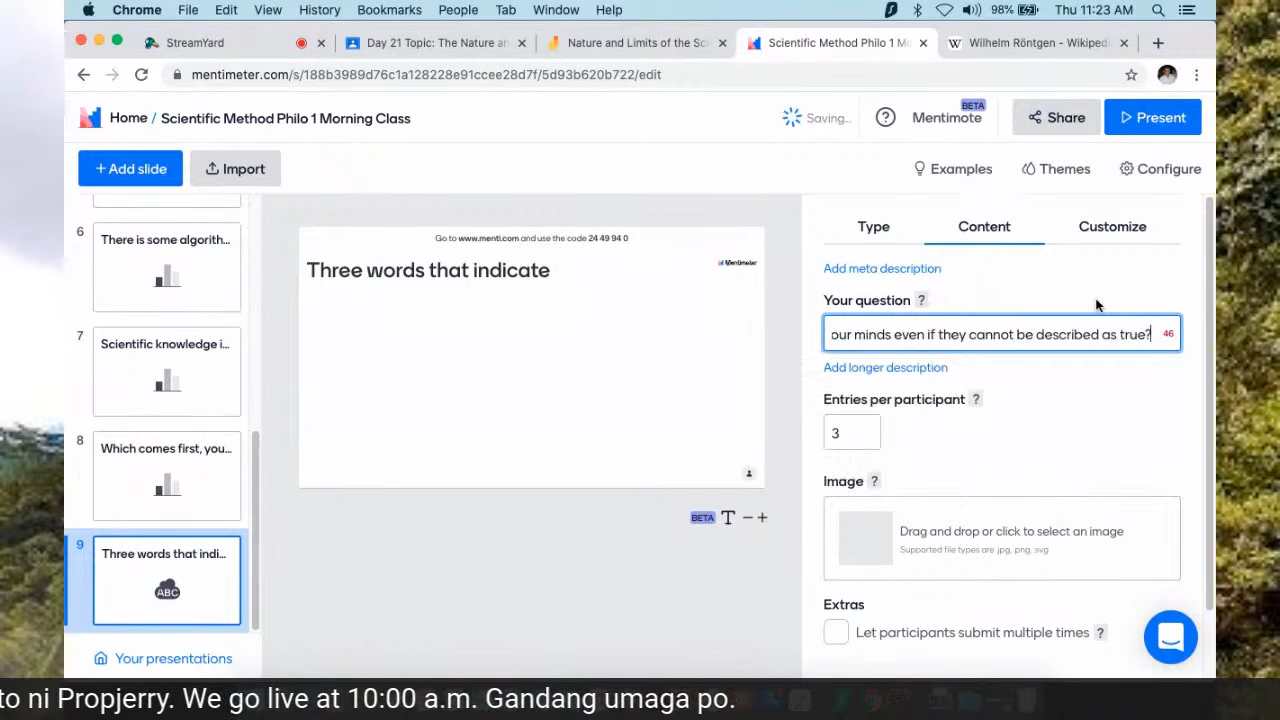 Chrome File Edit View History Bookmarks People Tab Window Help 98% Thu 11:23 AM
StreamYard × Day 21 Topic: The Nature an × Nature and Limits of the Sci × Scientific Method Philo 1 Mo × W Wilhelm Röntgen - Wikiped × +
mentimeter.com/s/188b3989d76c1a128228e91ccee28d7f/5d93b620b722/edit
Home / Scientific Method Philo 1 Morning Class Saving... ? Mentimote BETA Share Present
+ Add slide Import Examples Themes Configure
6 There is some algorith...
7 Scientific knowledge i...
8 Which comes first, you...
9 Three words that indi...
ABC
Your presentations
Go to www.menti.com and use the code 24 49 94 0
Three words that indicate
Mentimeter
BETA T − +
Type Content Customize
Add meta description
Your question ?
our minds even if they cannot be described as true? 46
Add longer description
Entries per participant ?
3
Image ?
Drag and drop or click to select an image
Supported file types are .jpg, .png, .svg
Extras
Let participants submit multiple times ?
to ni Propjerry. We go live at 10:00 a.m. Gandang umaga po.